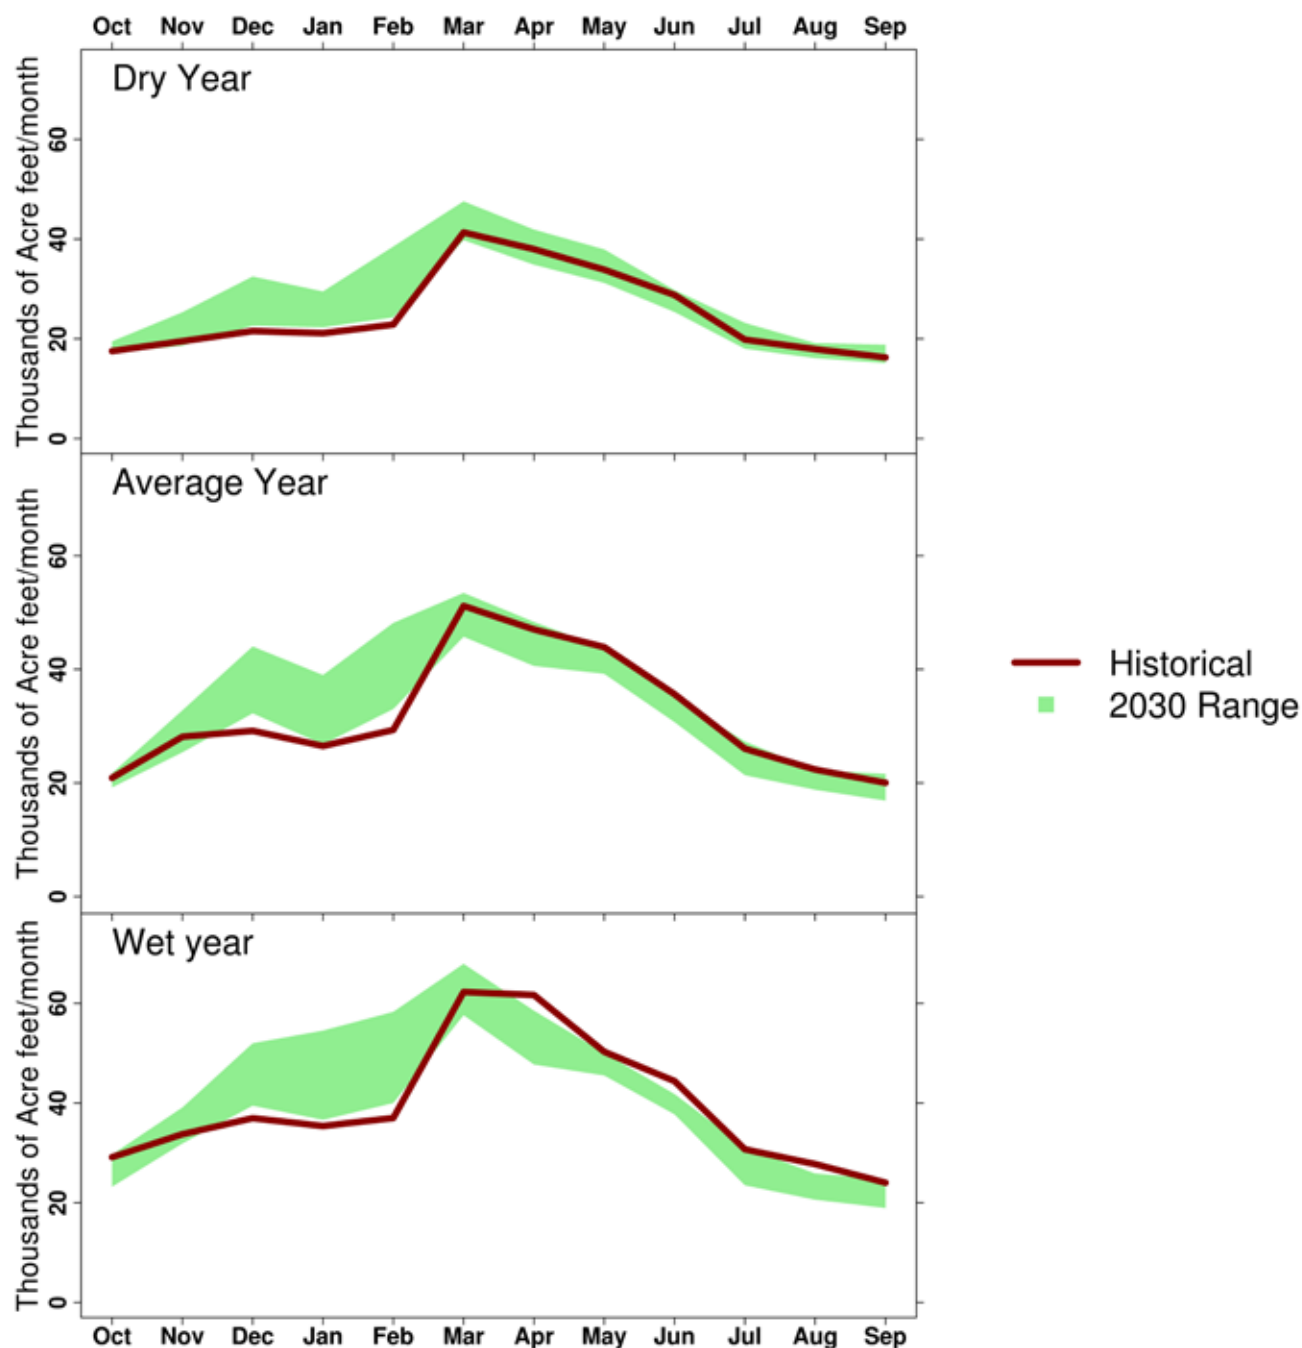 Oct Nov Dec Jan Feb Mar Apr May Jun Jul Aug Sep
Dry Year
Thousands of Acre feet/month
60
40
20
0
Average Year
Thousands of Acre feet/month
60
40
20
0
Historical
2030 Range
Wet year
Thousands of Acre feet/month
60
40
20
0
Oct Nov Dec Jan Feb Mar Apr May Jun Jul Aug Sep